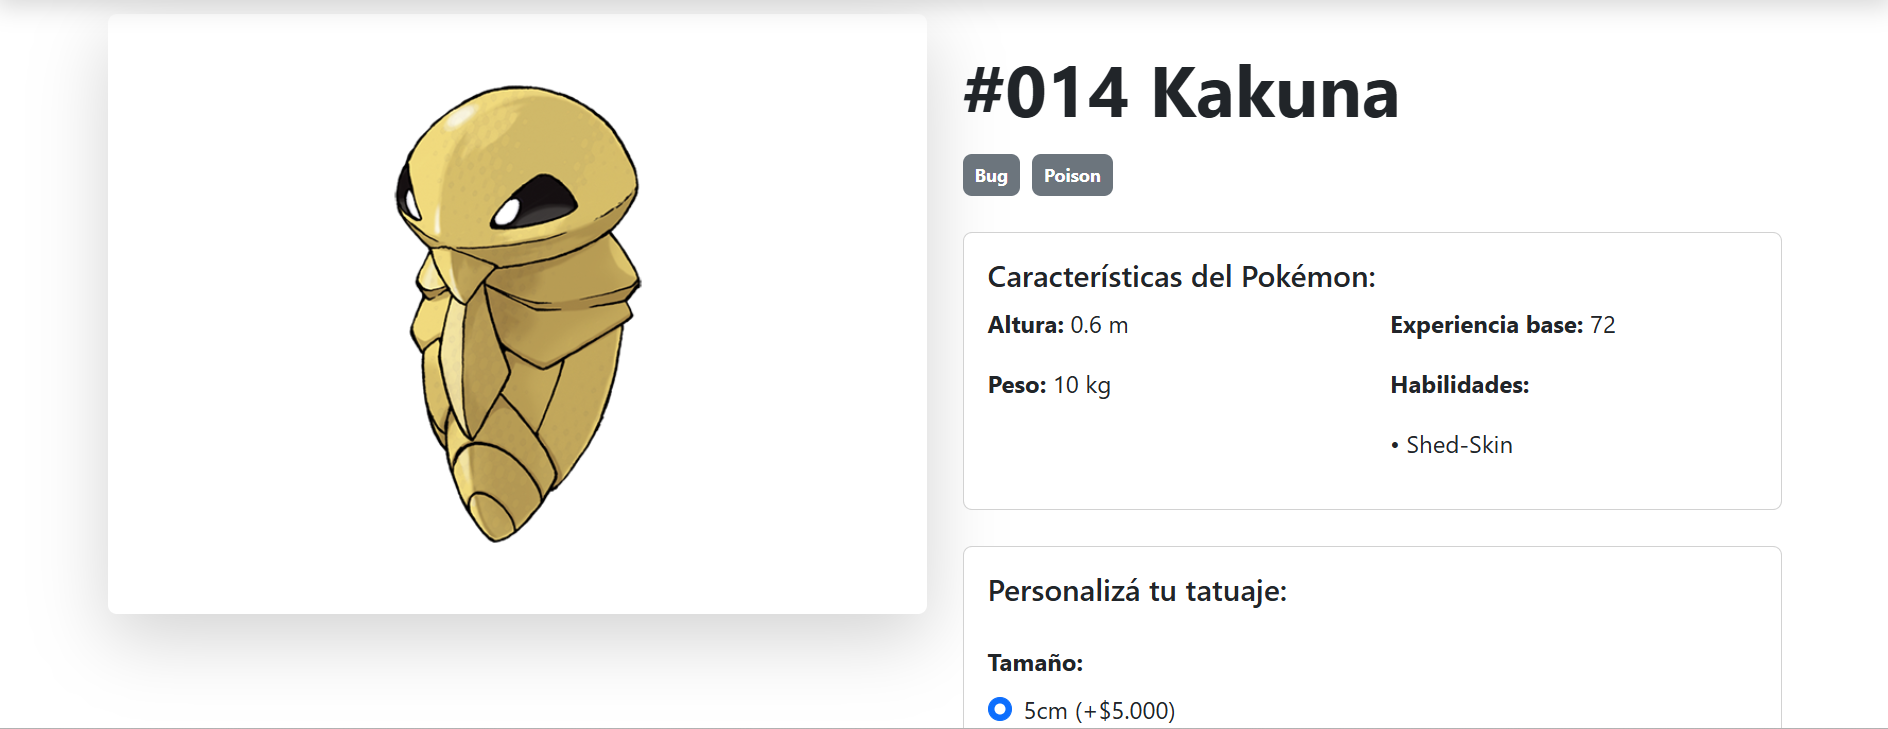 #014 Kakuna
Bug Poison
Características del Pokémon:
Altura: 0.6 m
Peso: 10 kg
Experiencia base: 72
Habilidades:
• Shed-Skin
Personalizá tu tatuaje:
Tamaño:
5cm (+$5.000)